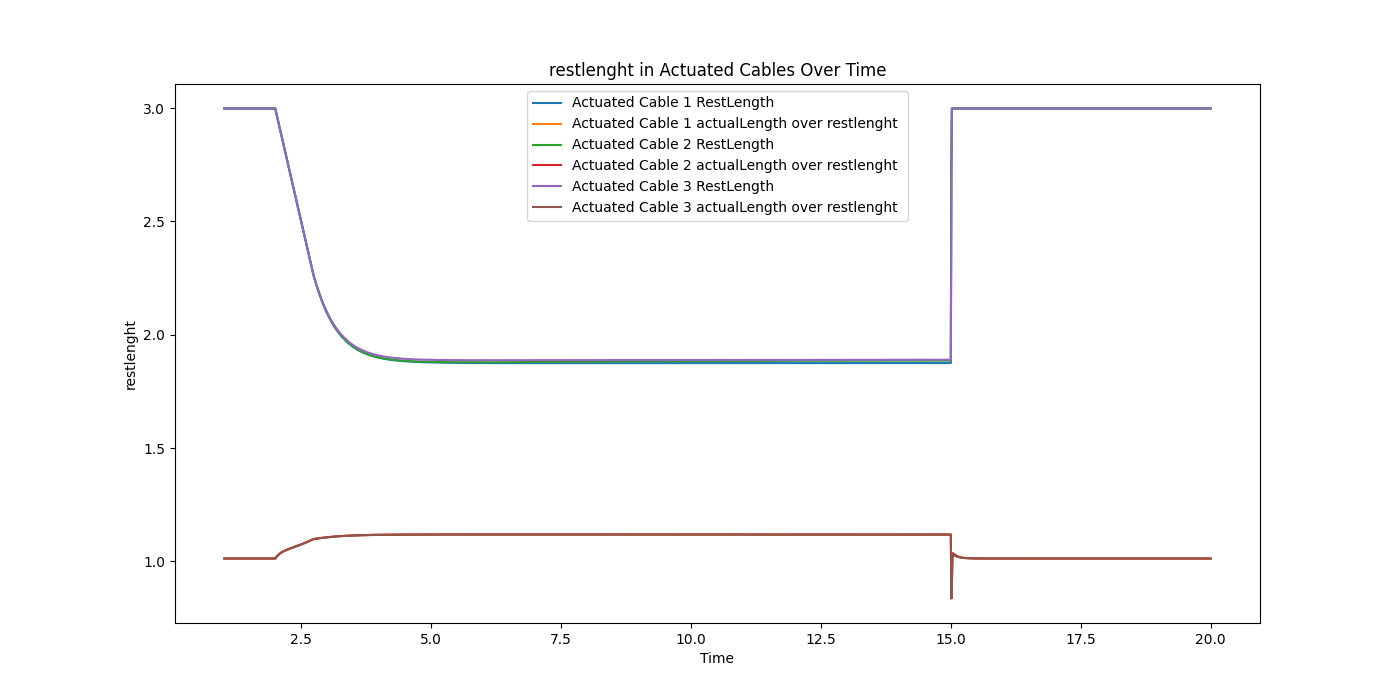 restlenght in Actuated Cables Over Time
Actuated Cable 1 RestLength
Actuated Cable 1 actualLength over restlenght
Actuated Cable 2 RestLength
Actuated Cable 2 actualLength over restlenght
Actuated Cable 3 RestLength
Actuated Cable 3 actualLength over restlenght
restlenght
3.0
2.5
2.0
1.5
1.0
2.5 5.0 7.5 10.0 12.5 15.0 17.5 20.0
Time